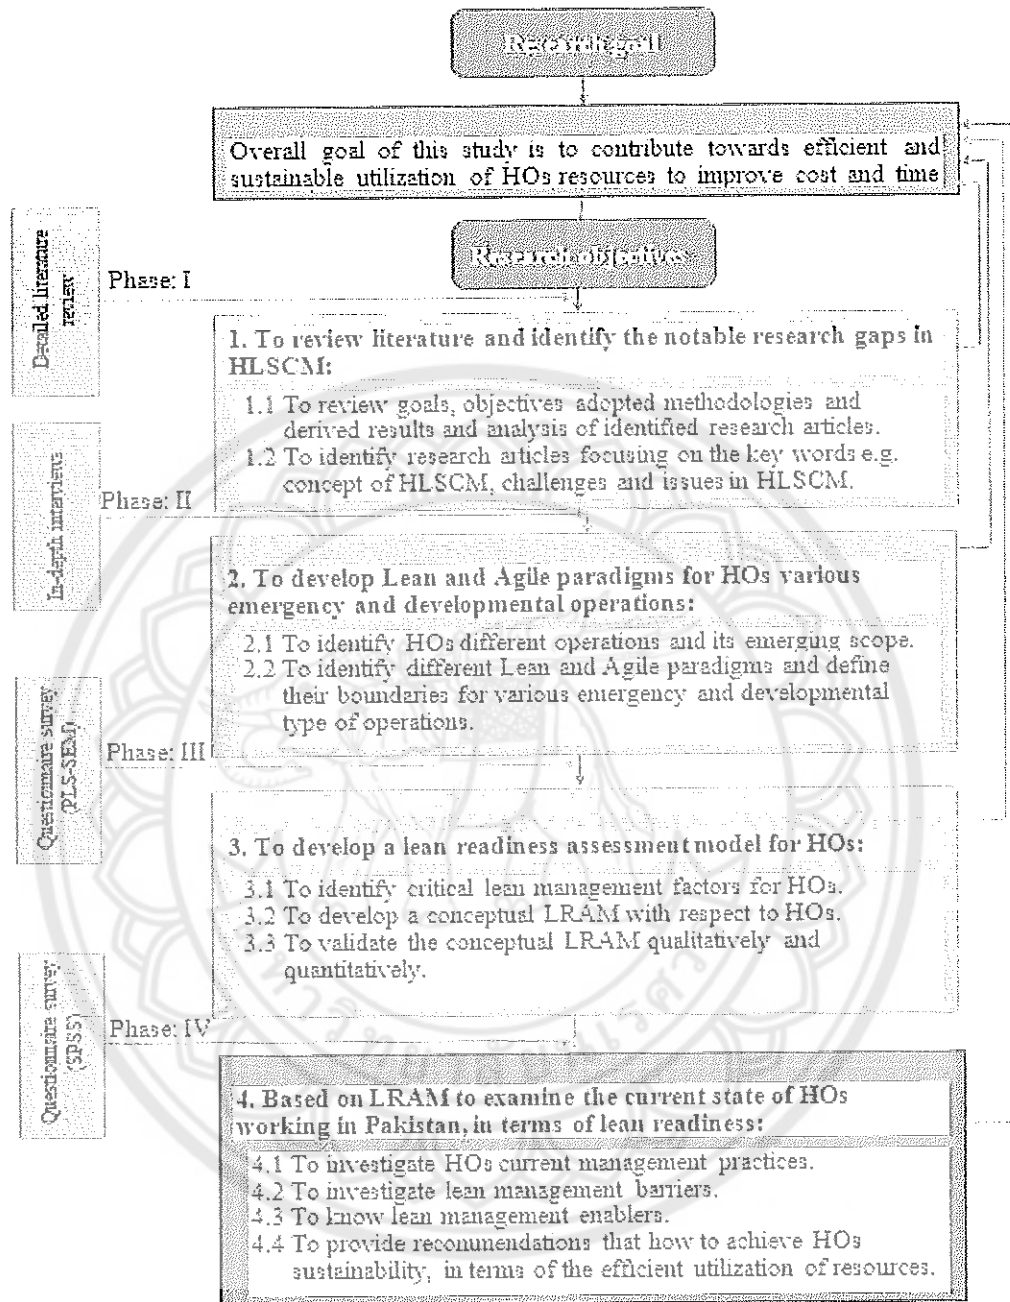 Research goal
Overall goal of this study is to contribute towards efficient and
sustainable utilization of HOs resources to improve cost and time
Research objectives
Detailed literature
review
Phase: I
1. To review literature and identify the notable research gaps in
HLSCM:
1.1 To review goals, objectives adopted methodologies and
derived results and analysis of identified research articles.
1.2 To identify research articles focusing on the key words e.g.
concept of HLSCM, challenges and issues in HLSCM.
In-depth interviews
Phase: II
2. To develop Lean and Agile paradigms for HOs various
emergency and developmental operations:
2.1 To identify HOs different operations and its emerging scope.
2.2 To identify different Lean and Agile paradigms and define
their boundaries for various emergency and developmental
type of operations.
Questionnaire survey
(PLS-SEM)
Phase: III
3. To develop a lean readiness assessment model for HOs:
3.1 To identify critical lean management factors for HOs.
3.2 To develop a conceptual LRAM with respect to HOs.
3.3 To validate the conceptual LRAM qualitatively and
quantitatively.
Questionnaire survey
(SPSS)
Phase: IV
4. Based on LRAM to examine the current state of HOs
working in Pakistan, in terms of lean readiness:
4.1 To investigate HOs current management practices.
4.2 To investigate lean management barriers.
4.3 To know lean management enablers.
4.4 To provide reconunendations that how to achieve HOs
sustainability, in terms of the efficient utilization of resources.